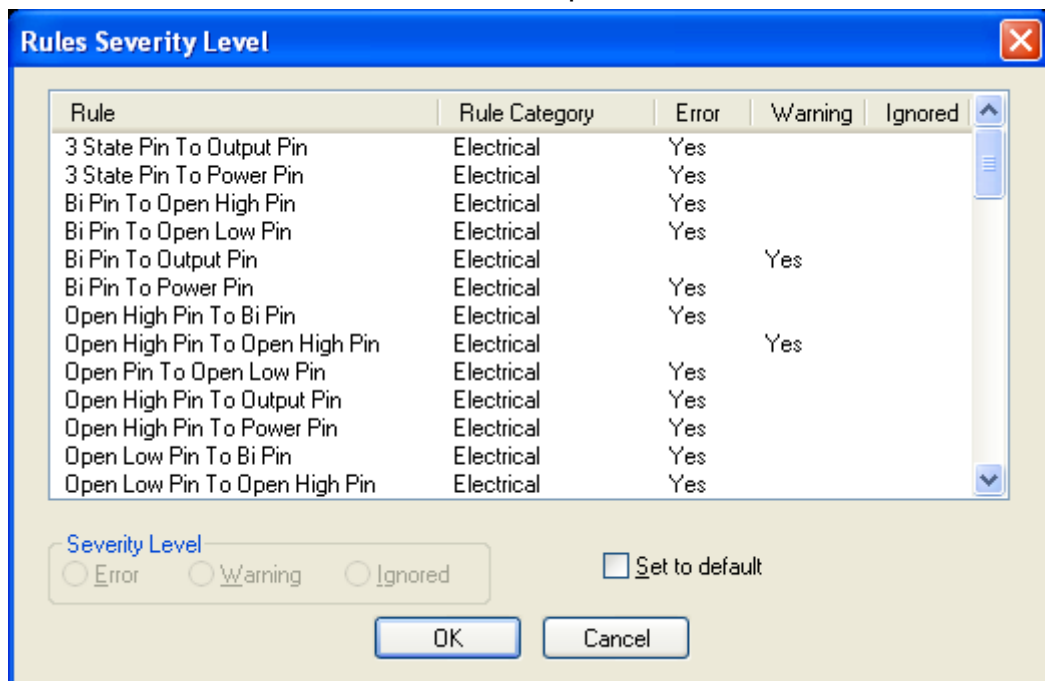 Rules Severity Level
Rule Rule Category Error Warning Ignored
3 State Pin To Output Pin Electrical Yes
3 State Pin To Power Pin Electrical Yes
Bi Pin To Open High Pin Electrical Yes
Bi Pin To Open Low Pin Electrical Yes
Bi Pin To Output Pin Electrical Yes
Bi Pin To Power Pin Electrical Yes
Open High Pin To Bi Pin Electrical Yes
Open High Pin To Open High Pin Electrical Yes
Open Pin To Open Low Pin Electrical Yes
Open High Pin To Output Pin Electrical Yes
Open High Pin To Power Pin Electrical Yes
Open Low Pin To Bi Pin Electrical Yes
Open Low Pin To Open High Pin Electrical Yes
Severity Level
Error Warning Ignored Set to default
OK Cancel